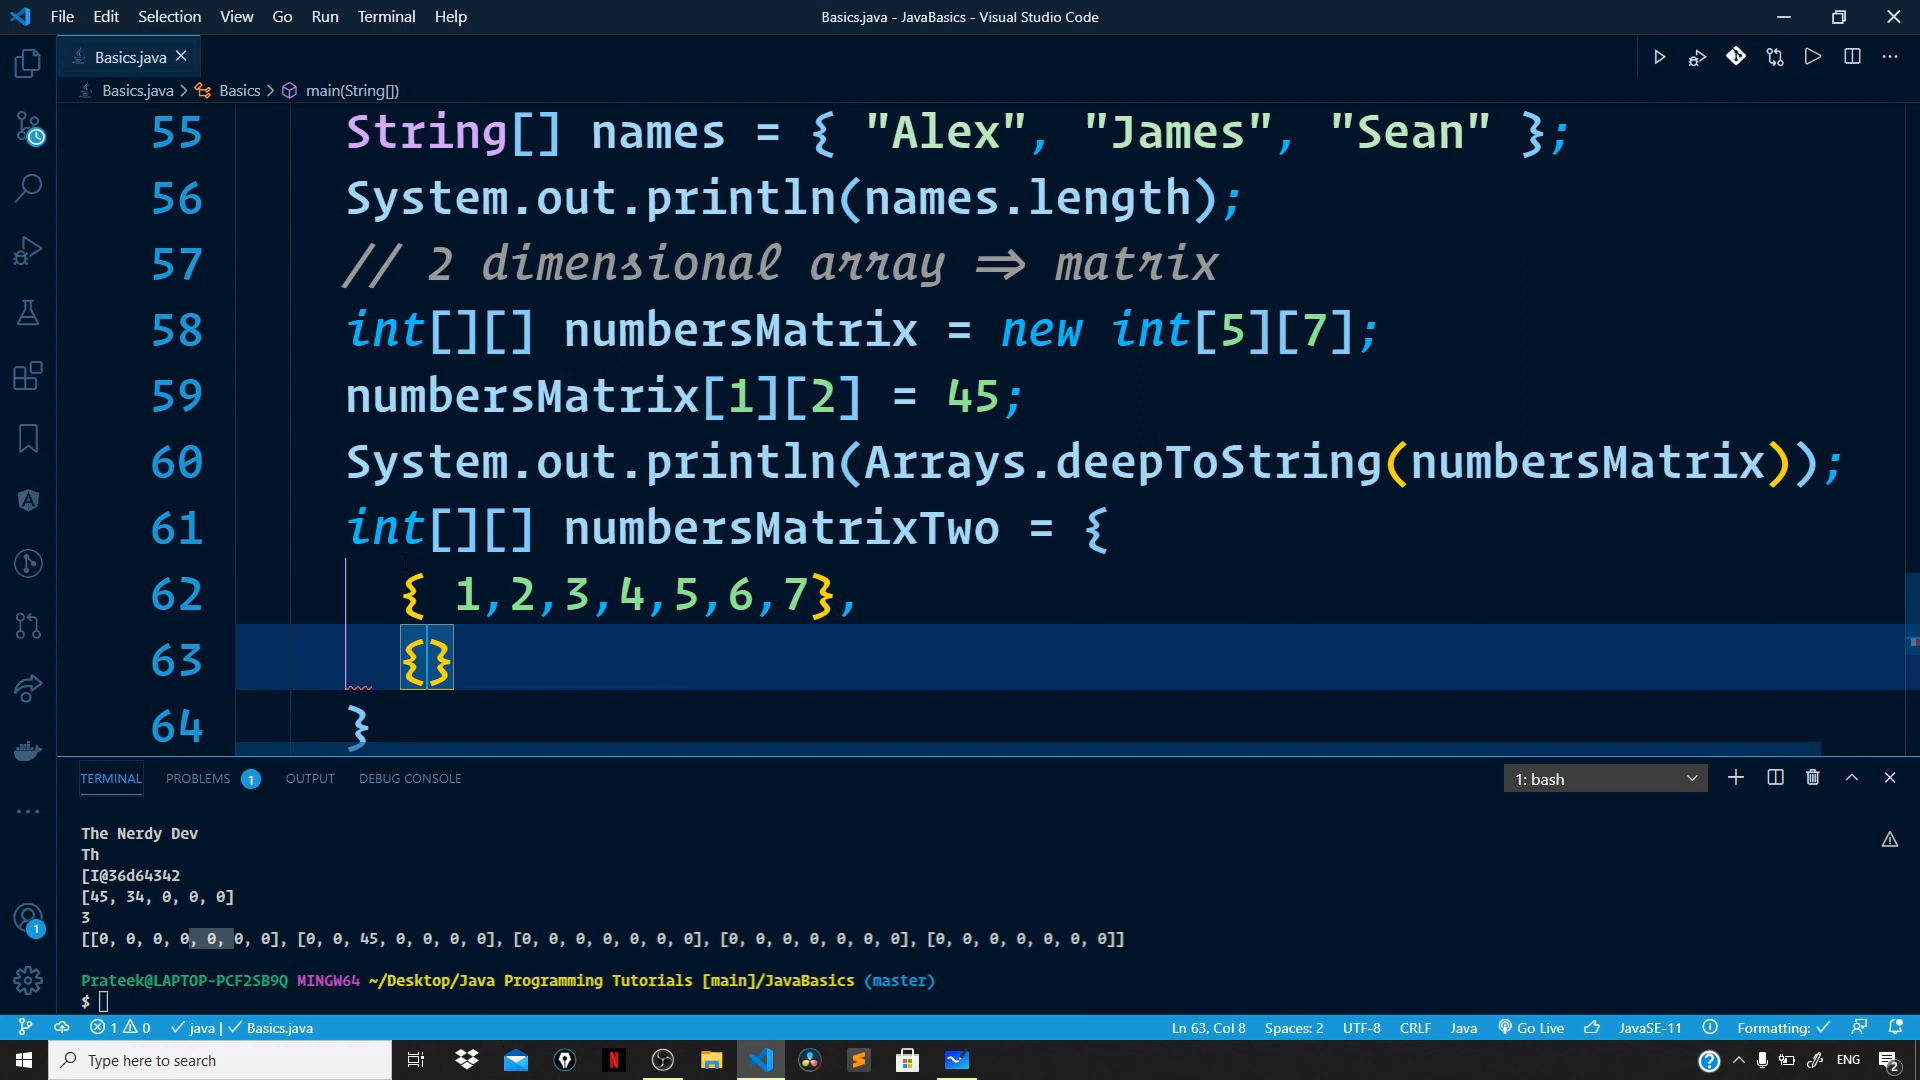 File Edit Selection View Go Run Terminal Help
Basics.java - JavaBasics - Visual Studio Code
Basics.java
Basics.java > Basics > main(String[])
55 String[] names = { "Alex", "James", "Sean" };
56 System.out.println(names.length);
57 // 2 dimensional array => matrix
58 int[][] numbersMatrix = new int[5][7];
59 numbersMatrix[1][2] = 45;
60 System.out.println(Arrays.deepToString(numbersMatrix));
61 int[][] numbersMatrixTwo = {
62 { 1,2,3,4,5,6,7},
63 {}
64 }
TERMINAL PROBLEMS 1 OUTPUT DEBUG CONSOLE 1: bash
The Nerdy Dev
Th
[I@36d64342
[45, 34, 0, 0, 0]
3
[[0, 0, 0, 0, 0, 0, 0], [0, 0, 45, 0, 0, 0, 0], [0, 0, 0, 0, 0, 0, 0], [0, 0, 0, 0, 0, 0, 0], [0, 0, 0, 0, 0, 0, 0]]
Prateek@LAPTOP-PCF2SB9Q MINGW64 ~/Desktop/Java Programming Tutorials [main]/JavaBasics (master)
$
1
1 0 java | Basics.java Ln 63, Col 8 Spaces: 2 UTF-8 CRLF Java Go Live JavaSE-11 Formatting:
Type here to search ENG 2